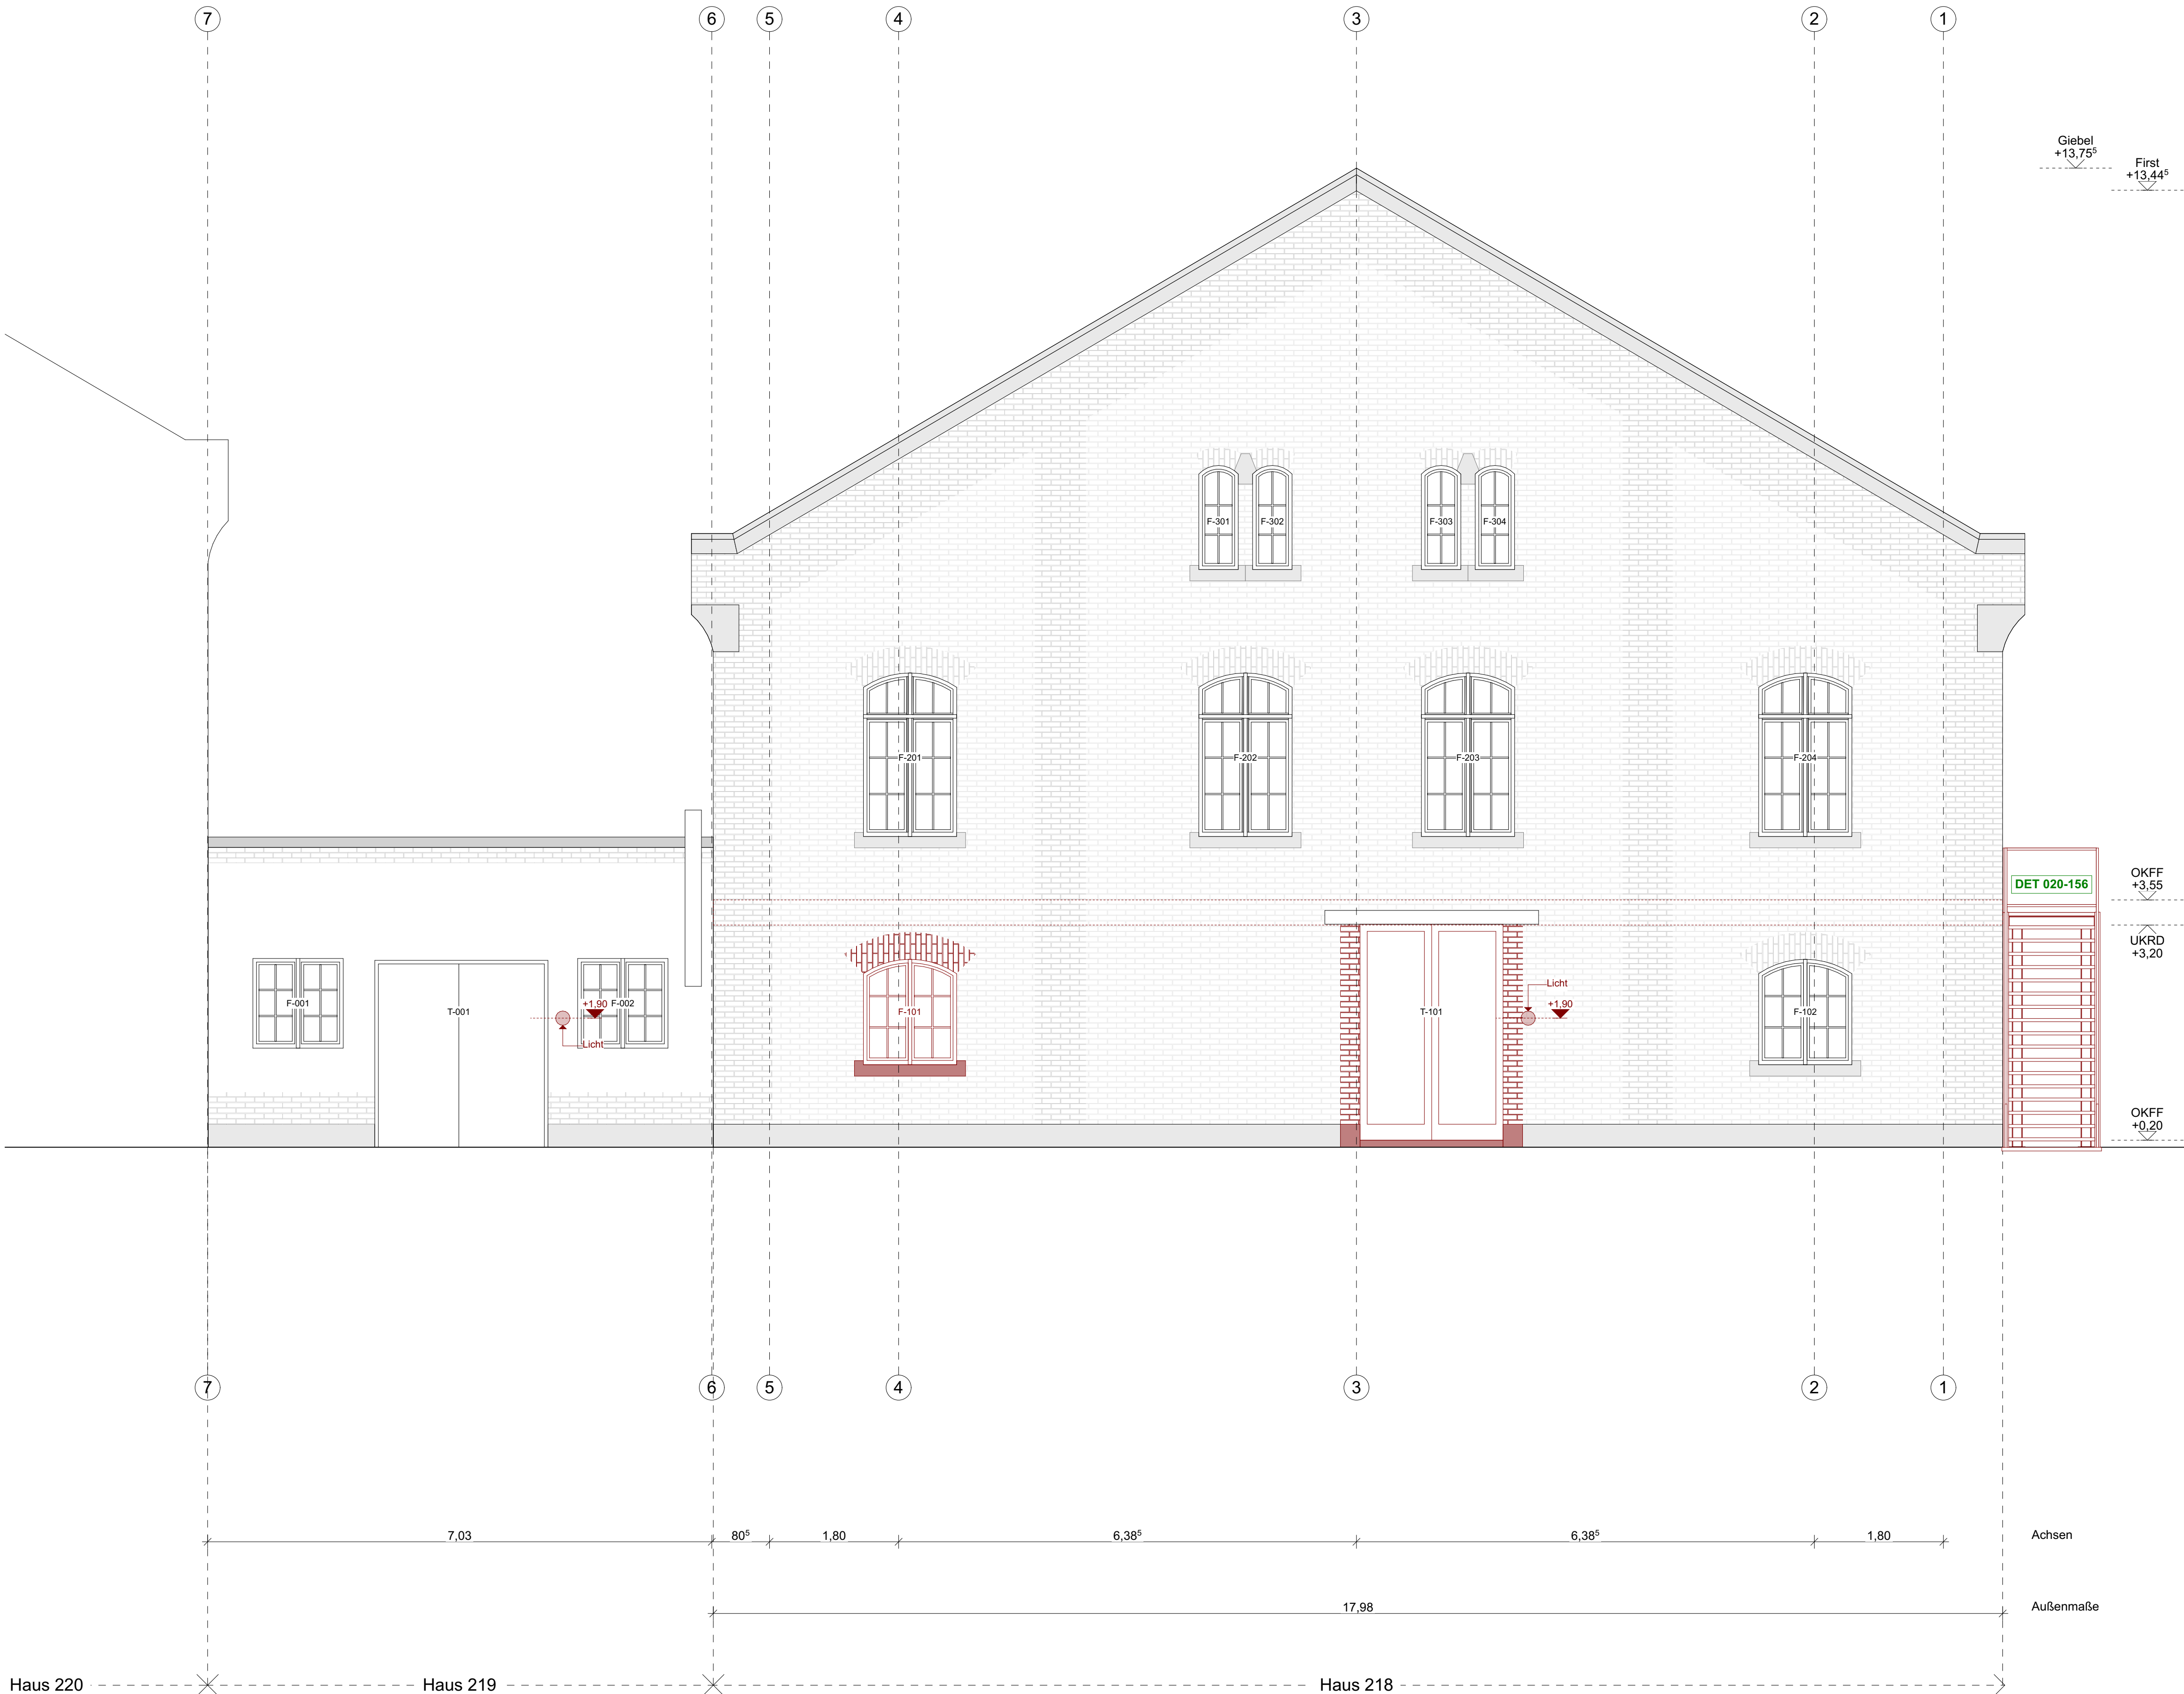 7
6
5
4
3
2
1
Giebel
+13,75⁵
First
+13,44⁵
F-301
F-302
F-303
F-304
F-201
F-202
F-203
F-204
OKFF
+3,55
DET 020-156
UKRD
+3,20
F-001
T-001
+1,90
F-002
Licht
F-101
T-101
Licht
+1,90
F-102
OKFF
+0,20
7
6
5
4
3
2
1
7,03
80⁵
1,80
6,38⁵
6,38⁵
1,80
Achsen
17,98
Außenmaße
Haus 220
Haus 219
Haus 218